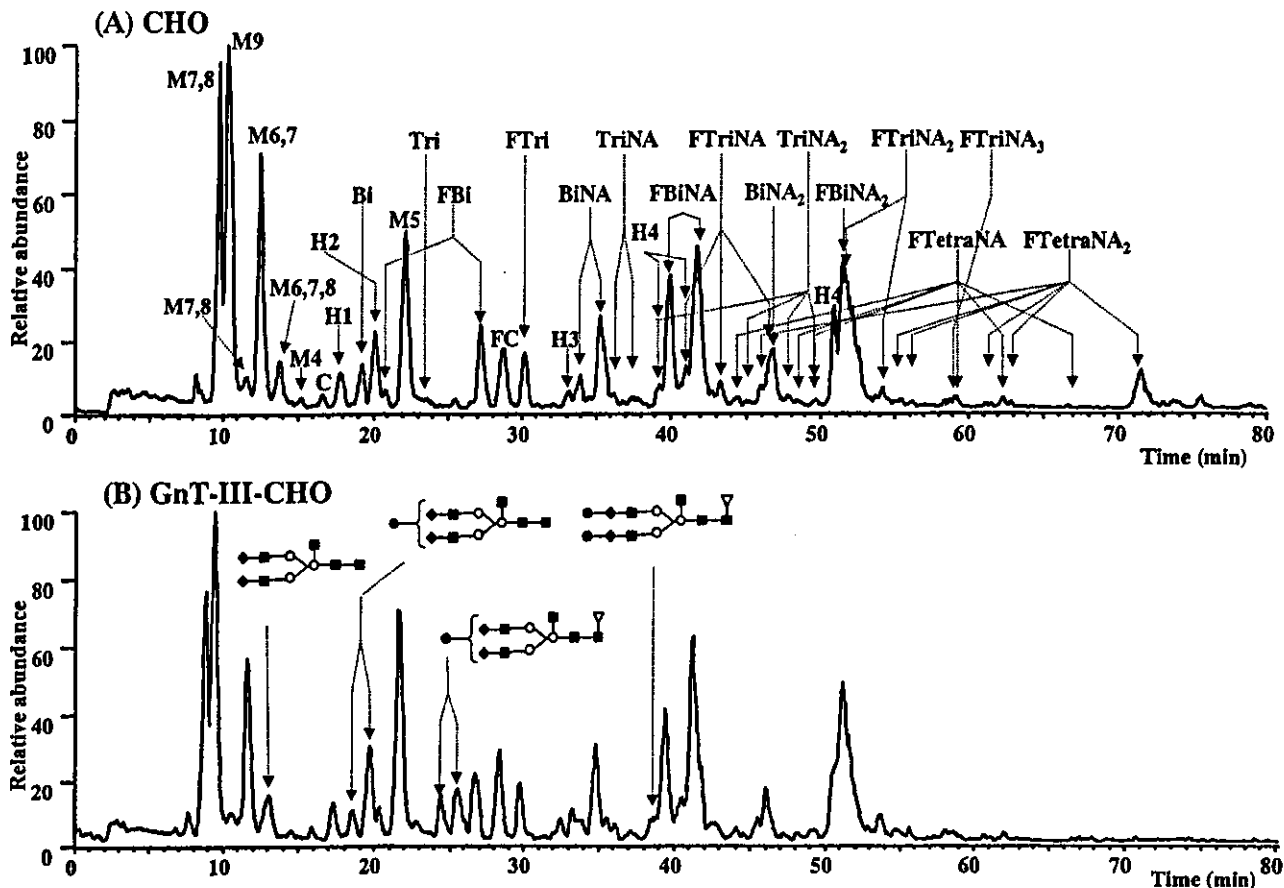 (A) CHO
M9
M7,8
M6,7
M7,8
M6,7,8
M4
C
H1
H2
Bi
FBi
M5
Tri
FC
FTri
H3
BiNA
TriNA
H4
FBiNA
FTriNA
BiNA2
TriNA2
H4
FBiNA2
FTriNA2
FTriNA3
FTetraNA
FTetraNA2
Relative abundance
100
80
60
40
20
0
0
10
20
30
40
50
60
70
80
Time (min)
(B) GnT-III-CHO
Relative abundance
100
80
60
40
20
0
0
10
20
30
40
50
60
70
80
Time (min)